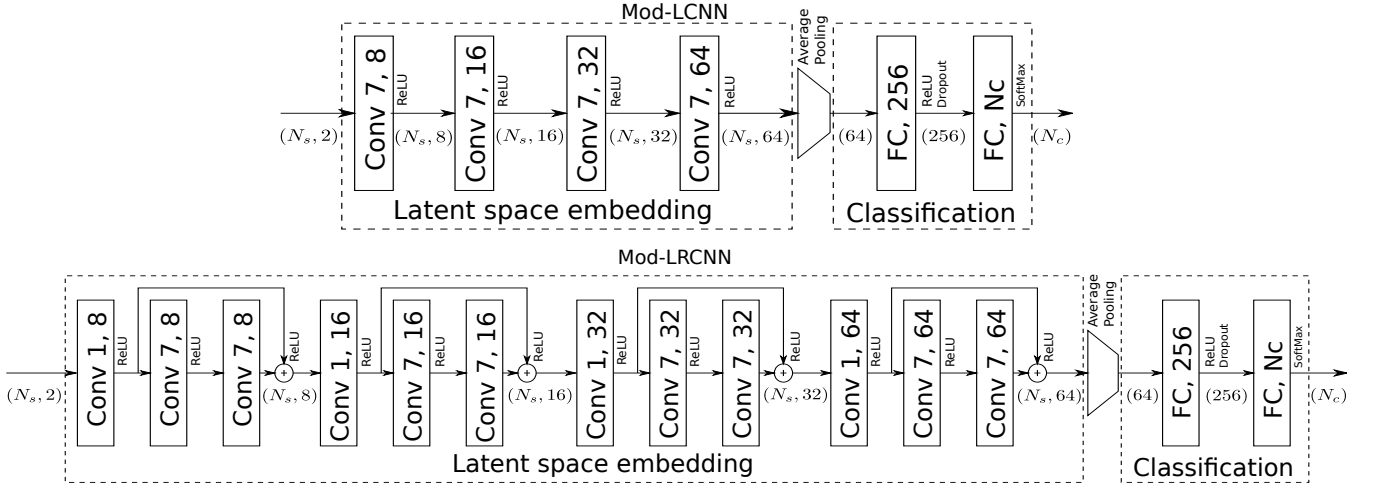 Mod-LCNN
(N_s, 2)
Conv 7, 8
ReLU
(N_s, 8)
Conv 7, 16
ReLU
(N_s, 16)
Conv 7, 32
ReLU
(N_s, 32)
Conv 7, 64
ReLU
(N_s, 64)
Latent space embedding
Average
Pooling
(64)
FC, 256
ReLU
Dropout
(256)
FC, Nc
SoftMax
(N_c)
Classification
Mod-LRCNN
(N_s, 2)
Conv 1, 8
ReLU
Conv 7, 8
ReLU
Conv 7, 8
+
ReLU
(N_s, 8)
Conv 1, 16
ReLU
Conv 7, 16
ReLU
Conv 7, 16
+
ReLU
(N_s, 16)
Conv 1, 32
ReLU
Conv 7, 32
ReLU
Conv 7, 32
+
ReLU
(N_s, 32)
Conv 1, 64
ReLU
Conv 7, 64
ReLU
Conv 7, 64
+
ReLU
(N_s, 64)
Latent space embedding
Average
Pooling
(64)
FC, 256
ReLU
Dropout
(256)
FC, Nc
SoftMax
(N_c)
Classification